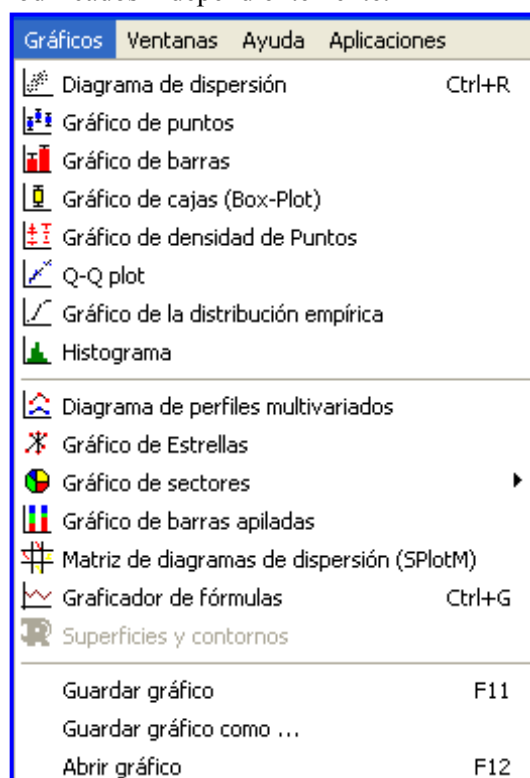 Gráficos Ventanas Ayuda Aplicaciones
Diagrama de dispersión Ctrl+R
Gráfico de puntos
Gráfico de barras
Gráfico de cajas (Box-Plot)
Gráfico de densidad de Puntos
Q-Q plot
Gráfico de la distribución empírica
Histograma
Diagrama de perfiles multivariados
Gráfico de Estrellas
Gráfico de sectores
Gráfico de barras apiladas
Matriz de diagramas de dispersión (SPlotM)
Graficador de fórmulas Ctrl+G
Superficies y contornos
Guardar gráfico F11
Guardar gráfico como ...
Abrir gráfico F12